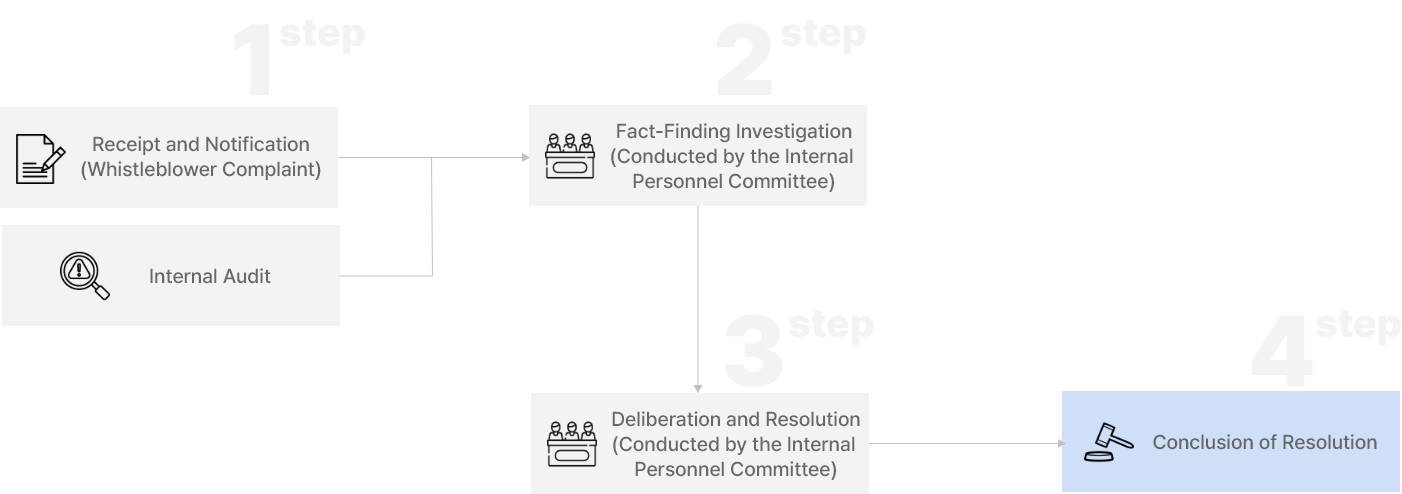 1 step
Receipt and Notification
(Whistleblower Complaint)
Internal Audit
2 step
Fact-Finding Investigation
(Conducted by the Internal
Personnel Committee)
3 step
Deliberation and Resolution
(Conducted by the Internal
Personnel Committee)
4 step
Conclusion of Resolution